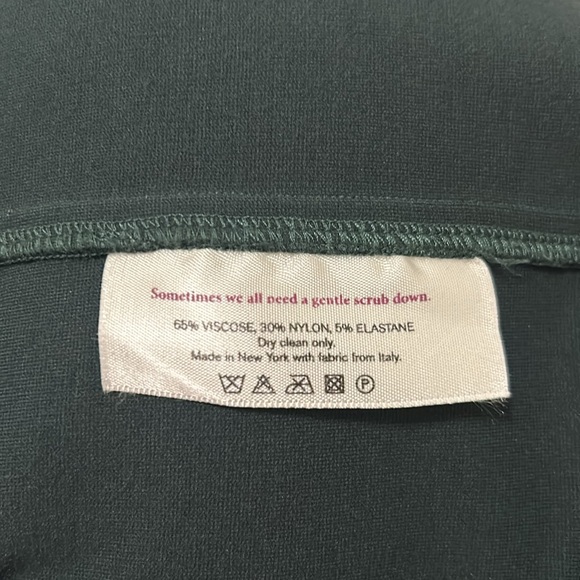 Sometimes we all need a gentle scrub down.
65% VISCOSE, 30% NYLON, 5% ELASTANE
Dry clean only.
Made in New York with fabric from Italy.
P